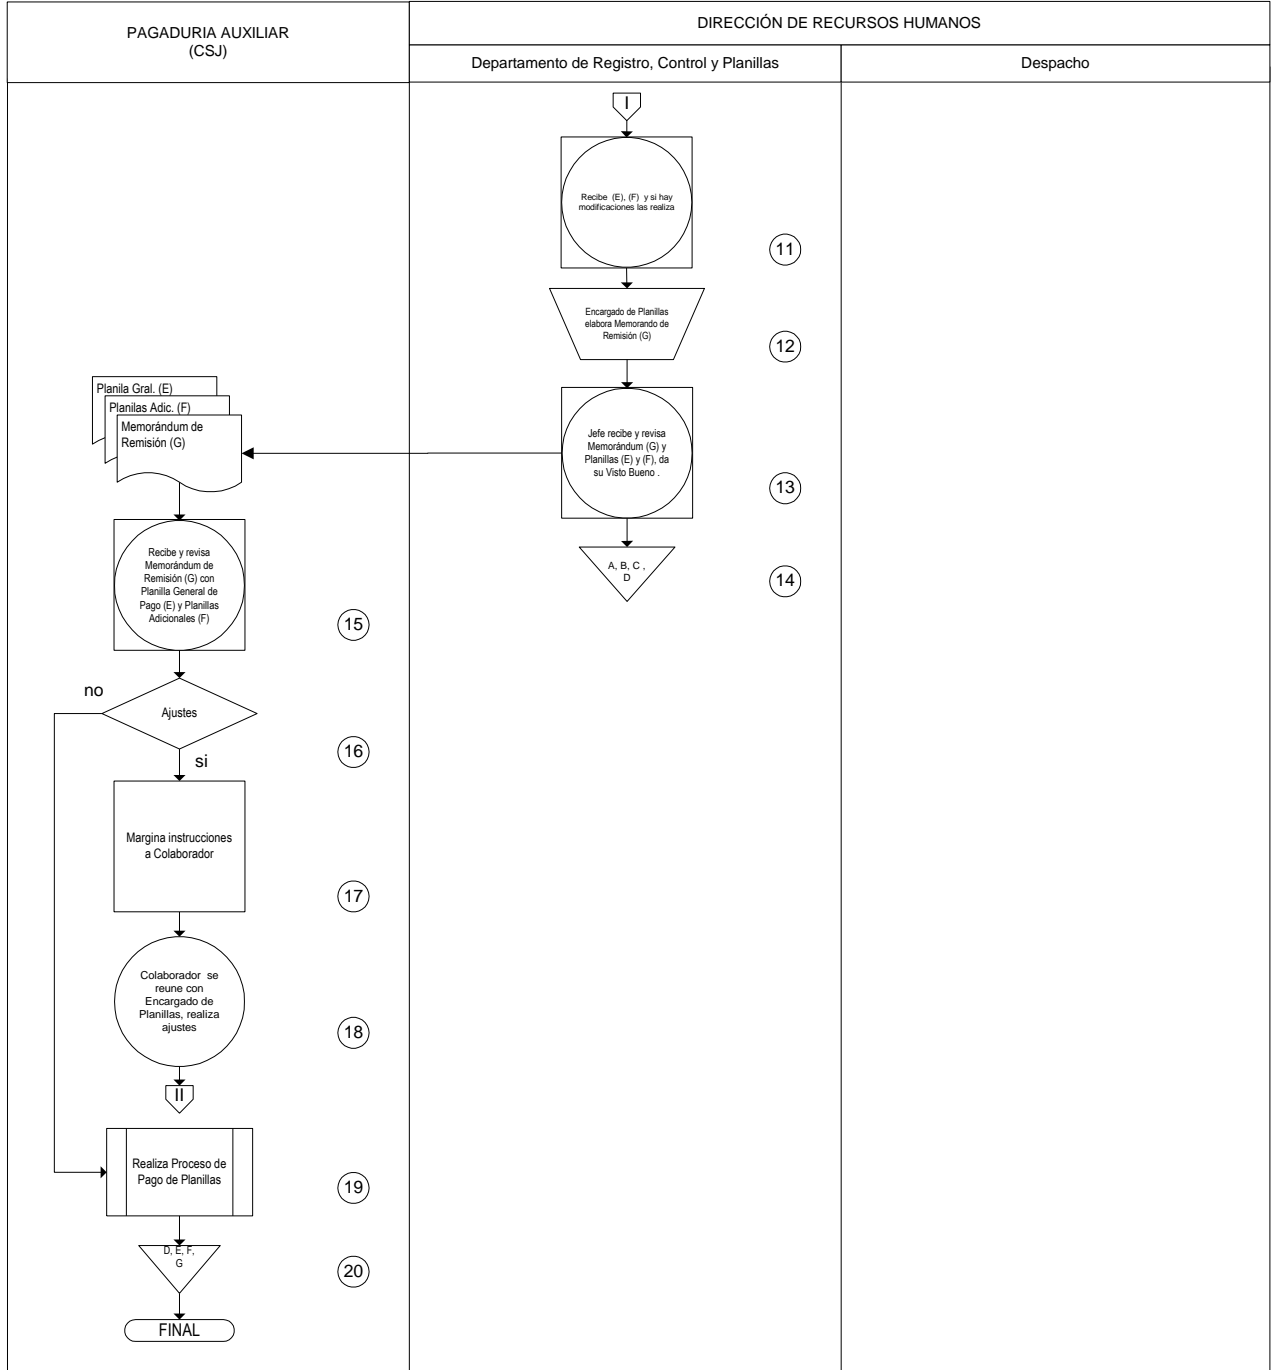 PAGADURIA AUXILIAR
(CSJ)
DIRECCIÓN DE RECURSOS HUMANOS
Departamento de Registro, Control y Planillas
Despacho
I
Recibe (E), (F) y si hay
modificaciones las realiza
11
Encargado de Planillas
elabora Memorando de
Remisión (G)
12
Jefe recibe y revisa
Memorándum (G) y
Planillas (E) y (F), da
su Visto Bueno .
13
A, B, C ,
D
14
Planila Gral. (E)
Planilas Adic. (F)
Memorándum de
Remisión (G)
Recibe y revisa
Memorándum de
Remisión (G) con
Planilla General de
Pago (E) y Planillas
Adicionales (F)
15
no
Ajustes
16
si
Margina instrucciones
a Colaborador
17
Colaborador se
reune con
Encargado de
Planillas, realiza
ajustes
18
II
Realiza Proceso de
Pago de Planillas
19
D, E, F,
G
20
FINAL